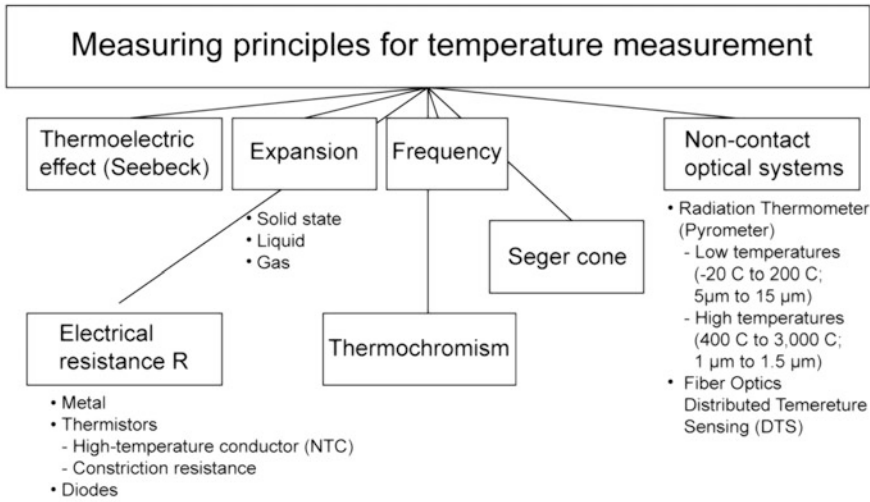 Measuring principles for temperature measurement
Thermoelectric
effect (Seebeck)
Expansion
Frequency
Non-contact
optical systems
• Solid state
• Liquid
• Gas
Seger cone
• Radiation Thermometer
(Pyrometer)
- Low temperatures
(-20 C to 200 C;
5µm to 15 µm)
- High temperatures
(400 C to 3,000 C;
1 µm to 1.5 µm)
• Fiber Optics
Distributed Temereture
Sensing (DTS)
Electrical
resistance R
Thermochromism
• Metal
• Thermistors
- High-temperature conductor (NTC)
- Constriction resistance
• Diodes